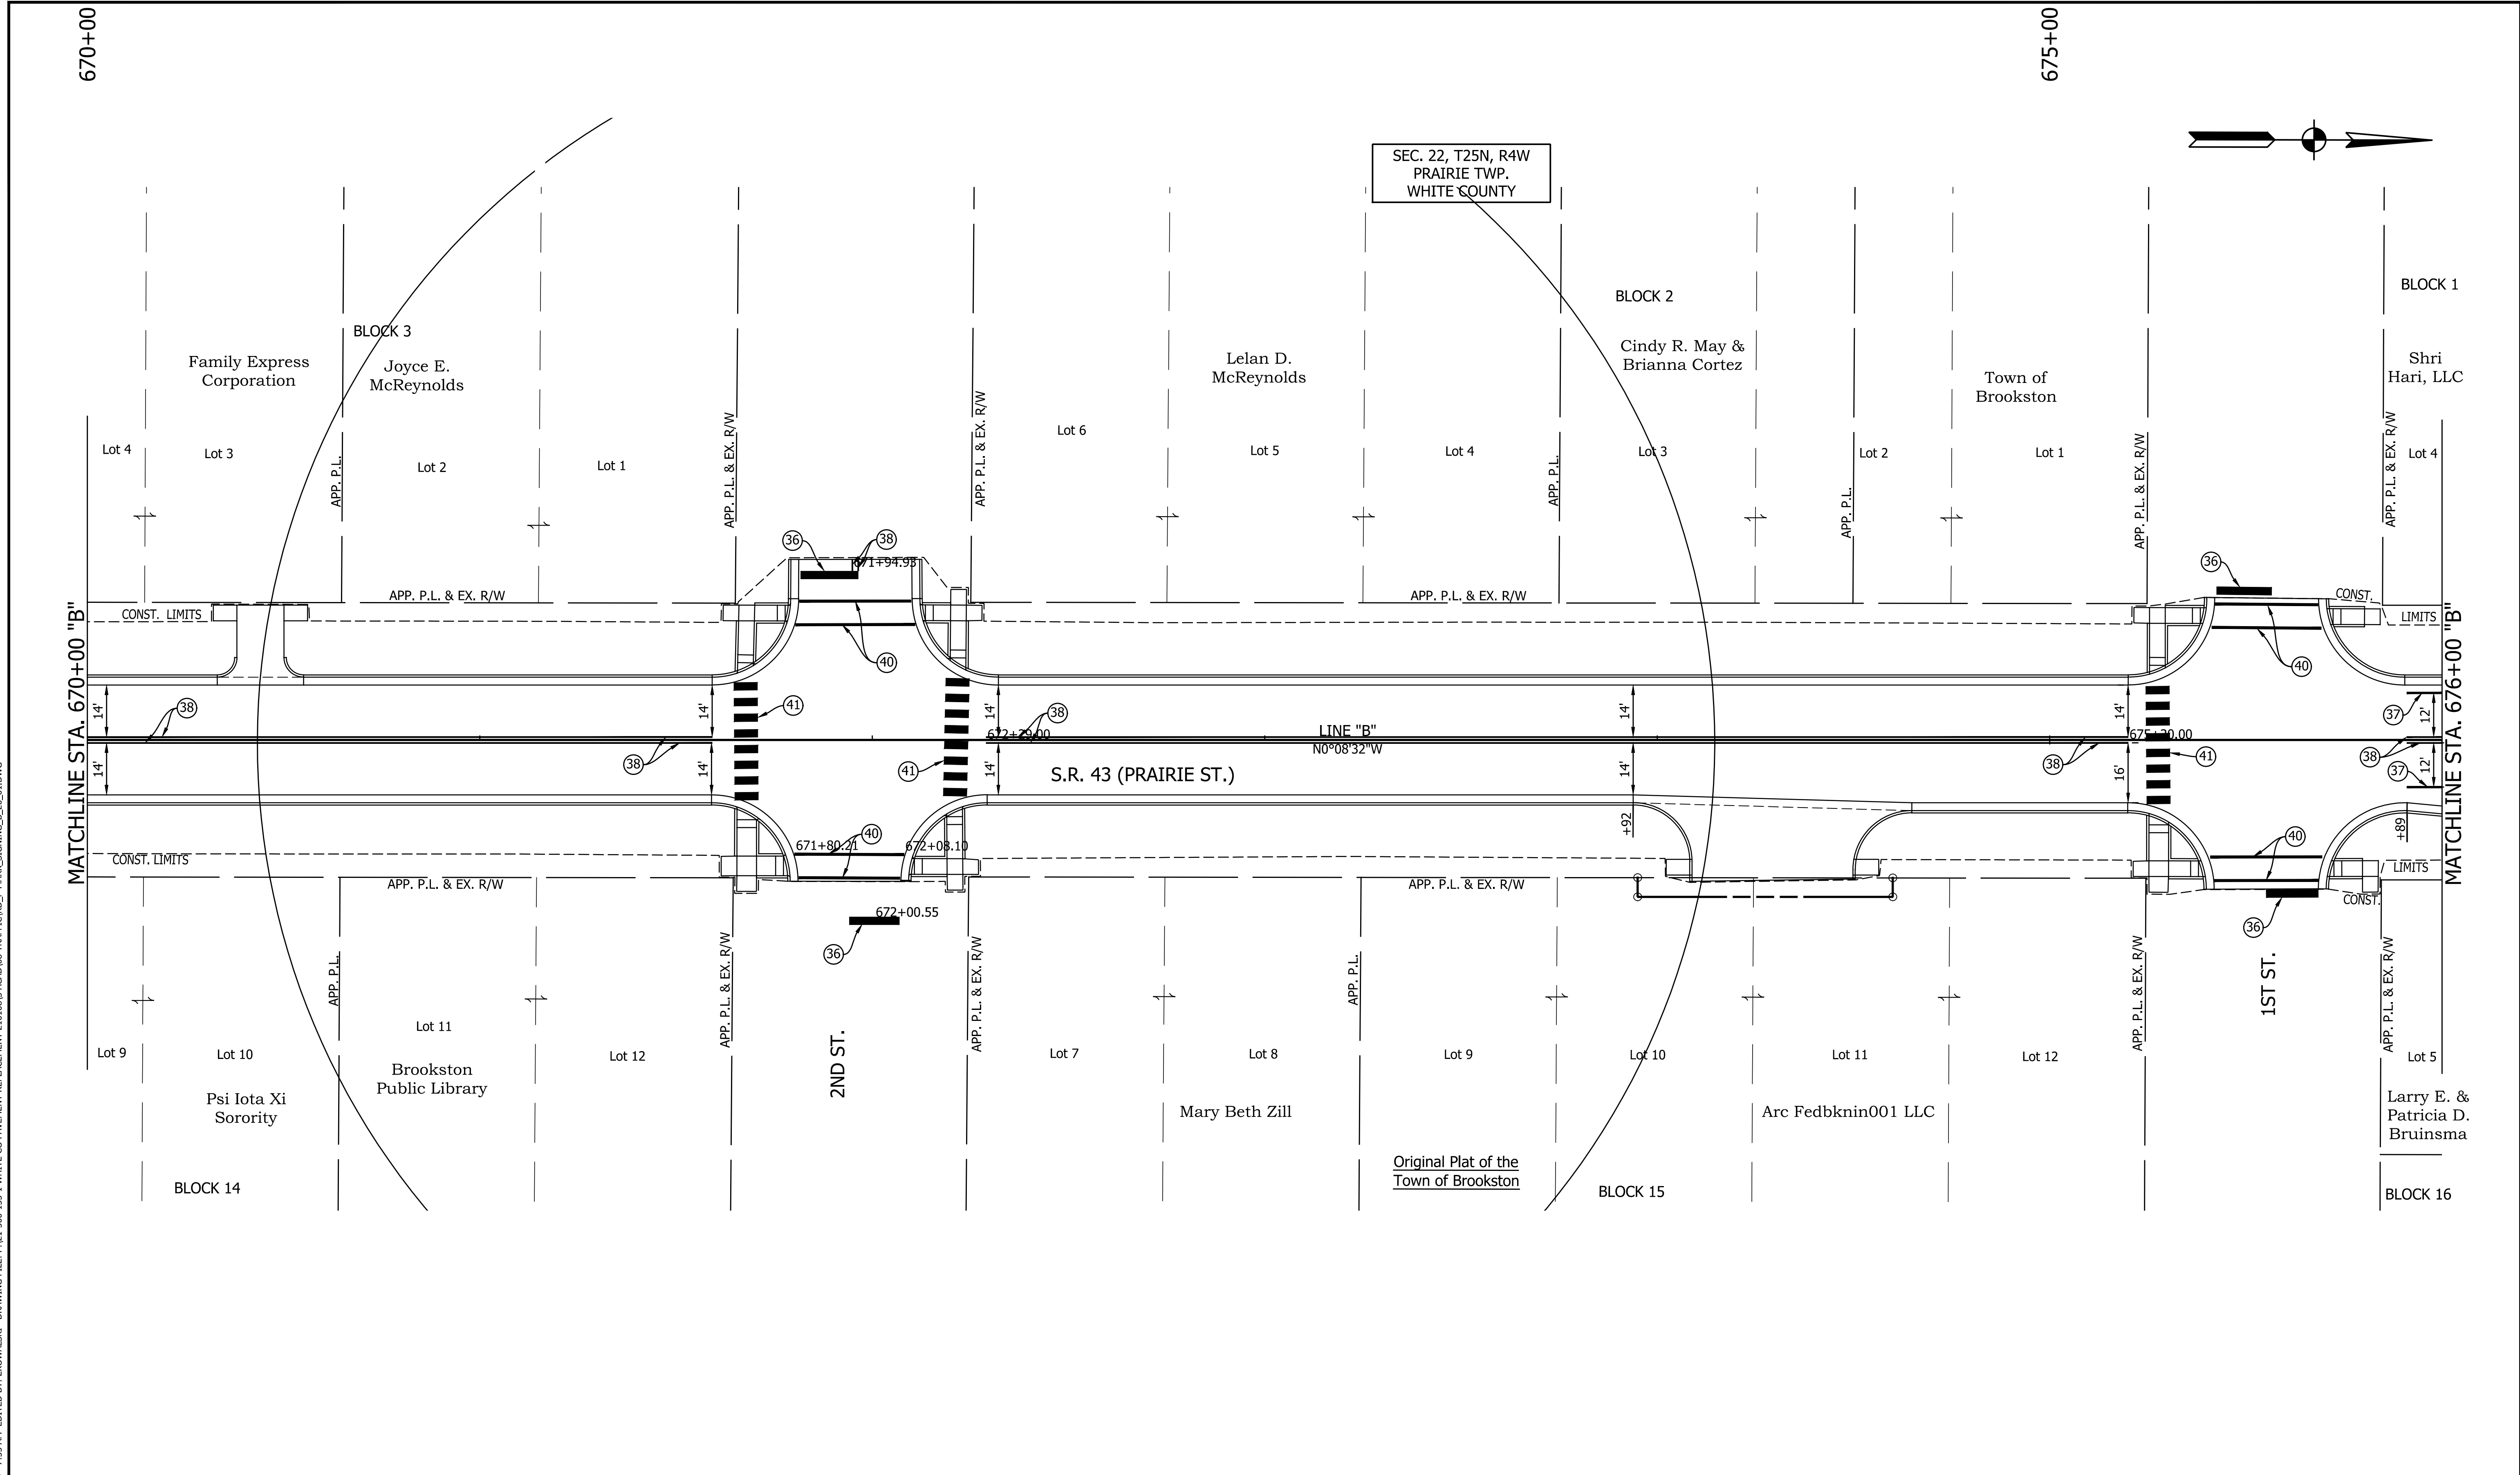 670+00
675+00
SEC. 22, T25N, R4W
PRAIRIE TWP.
WHITE COUNTY
BLOCK 3
BLOCK 2
BLOCK 1
Family Express
Corporation
Joyce E.
McReynolds
Lelan D.
McReynolds
Cindy R. May &
Brianna Cortez
Town of
Brookston
Shri
Hari, LLC
Lot 4
Lot 3
Lot 2
Lot 1
Lot 6
Lot 5
Lot 4
Lot 3
Lot 2
Lot 1
Lot 4
APP. P.L.
APP. P.L. & EX. R/W
APP. P.L. & EX. R/W
APP. P.L.
APP. P.L.
APP. P.L. & EX. R/W
APP. P.L. & EX. R/W
36
38
671+94.93
36
APP. P.L. & EX. R/W
APP. P.L. & EX. R/W
CONST. LIMITS
CONST.
LIMITS
40
40
MATCHLINE STA. 670+00 "B"
MATCHLINE STA. 676+00 "B"
14'
38
14'
41
14'
38
14'
14'
37
12'
672+29.00
LINE "B"
N0°08'32"W
675+20.00
14'
38
14'
41
14'
S.R. 43 (PRAIRIE ST.)
14'
38
16'
41
38
37
12'
+92
+89
40
671+80.21
672+08.10
40
CONST. LIMITS
LIMITS
CONST.
APP. P.L. & EX. R/W
APP. P.L. & EX. R/W
672+00.55
36
36
APP. P.L.
APP. P.L. & EX. R/W
APP. P.L. & EX. R/W
APP. P.L.
APP. P.L. & EX. R/W
APP. P.L. & EX. R/W
2ND ST.
1ST ST.
Lot 9
Lot 10
Lot 11
Lot 12
Lot 7
Lot 8
Lot 9
Lot 10
Lot 11
Lot 12
Lot 5
Psi Iota Xi
Sorority
Brookston
Public Library
Mary Beth Zill
Arc Fedbknin001 LLC
Larry E. &
Patricia D.
Bruinsma
Original Plat of the
Town of Brookston
BLOCK 14
BLOCK 15
BLOCK 16